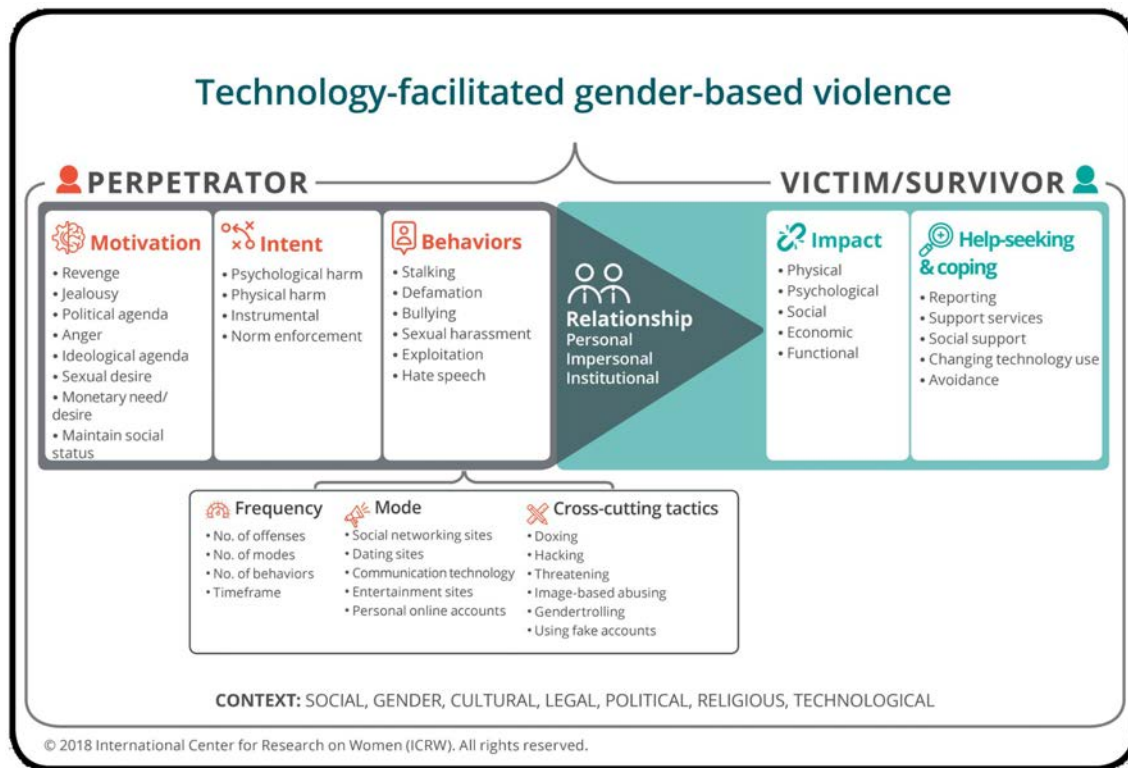 Technology-facilitated gender-based violence
PERPETRATOR
VICTIM/SURVIVOR
Motivation
• Revenge
• Jealousy
• Political agenda
• Anger
• Ideological agenda
• Sexual desire
• Monetary need/
desire
• Maintain social
status
Intent
• Psychological harm
• Physical harm
• Instrumental
• Norm enforcement
Behaviors
• Stalking
• Defamation
• Bullying
• Sexual harassment
• Exploitation
• Hate speech
Relationship
Personal
Impersonal
Institutional
Impact
• Physical
• Psychological
• Social
• Economic
• Functional
Help-seeking
& coping
• Reporting
• Support services
• Social support
• Changing technology use
• Avoidance
Frequency
• No. of offenses
• No. of modes
• No. of behaviors
• Timeframe
Mode
• Social networking sites
• Dating sites
• Communication technology
• Entertainment sites
• Personal online accounts
Cross-cutting tactics
• Doxing
• Hacking
• Threatening
• Image-based abusing
• Gendertrolling
• Using fake accounts
CONTEXT: SOCIAL, GENDER, CULTURAL, LEGAL, POLITICAL, RELIGIOUS, TECHNOLOGICAL
© 2018 International Center for Research on Women (ICRW). All rights reserved.